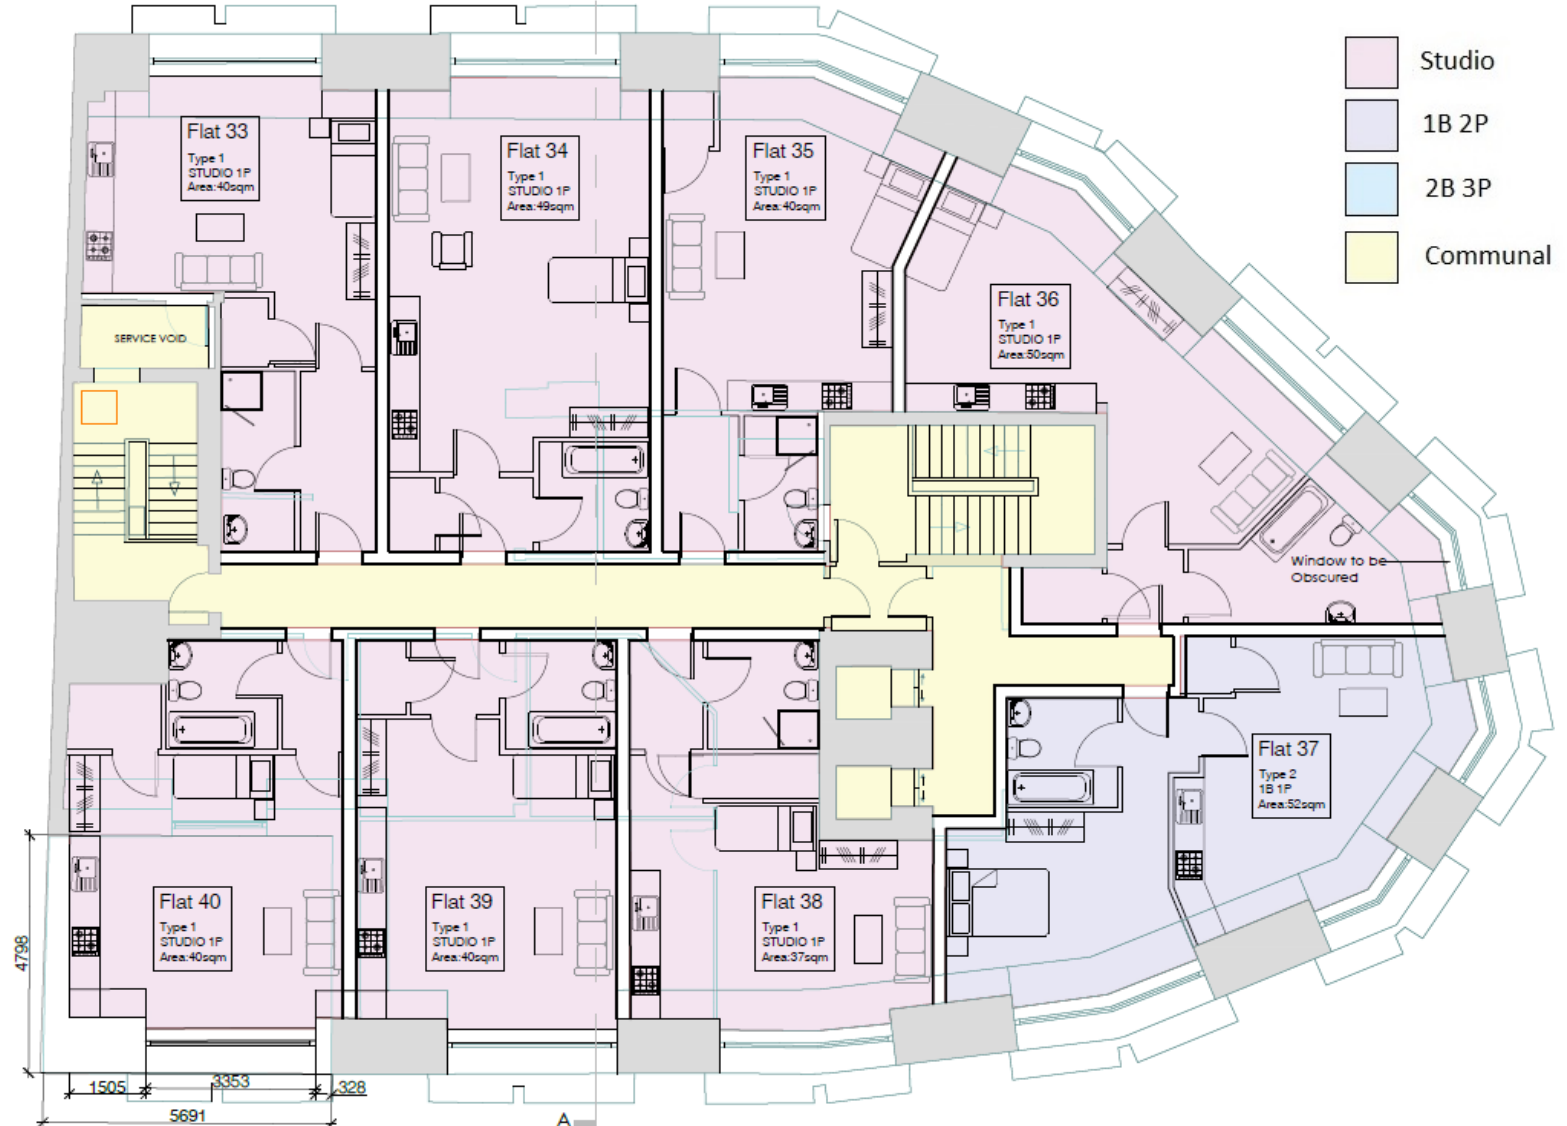 Studio
1B 2P
2B 3P
Communal
Flat 33
Type 1
STUDIO 1P
Area:40sqm
Flat 34
Type 1
STUDIO 1P
Area:49sqm
Flat 35
Type 1
STUDIO 1P
Area:40sqm
Flat 36
Type 1
STUDIO 1P
Area:50sqm
SERVICE VOID
Window to be
Obscured
Flat 37
Type 2
1B 1P
Area:52sqm
Flat 40
Type 1
STUDIO 1P
Area:40sqm
Flat 39
Type 1
STUDIO 1P
Area:40sqm
Flat 38
Type 1
STUDIO 1P
Area:37sqm
4798
1505
3353
328
5691
A